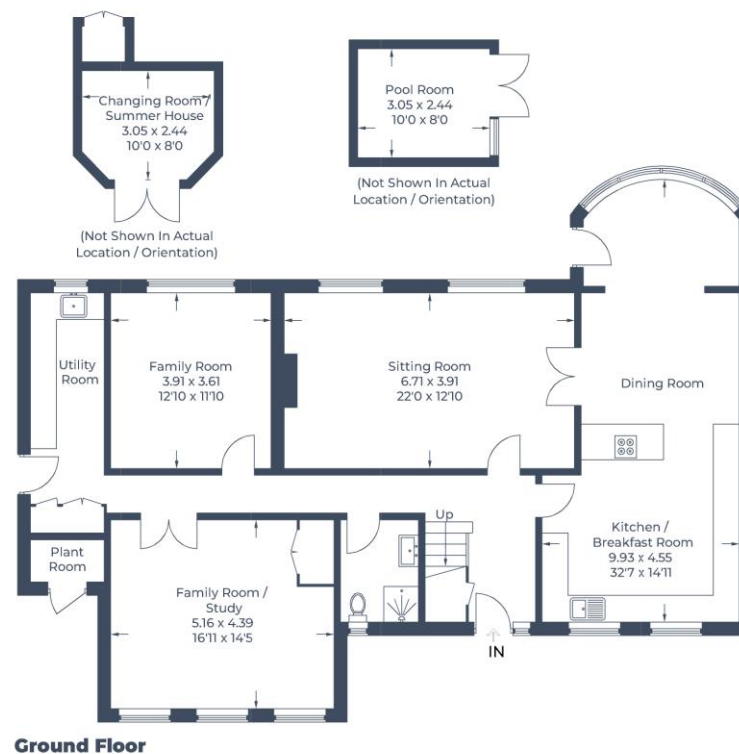 Changing Room /
Summer House
3.05 x 2.44
10'0 x 8'0
(Not Shown In Actual
Location / Orientation)
Pool Room
3.05 x 2.44
10'0 x 8'0
(Not Shown In Actual
Location / Orientation)
Utility
Room
Family Room
3.91 x 3.61
12'10 x 11'10
Sitting Room
6.71 x 3.91
22'0 x 12'10
Dining Room
Plant
Room
Family Room /
Study
5.16 x 4.39
16'11 x 14'5
Up
Kitchen /
Breakfast Room
9.93 x 4.55
32'7 x 14'11
IN
Ground Floor